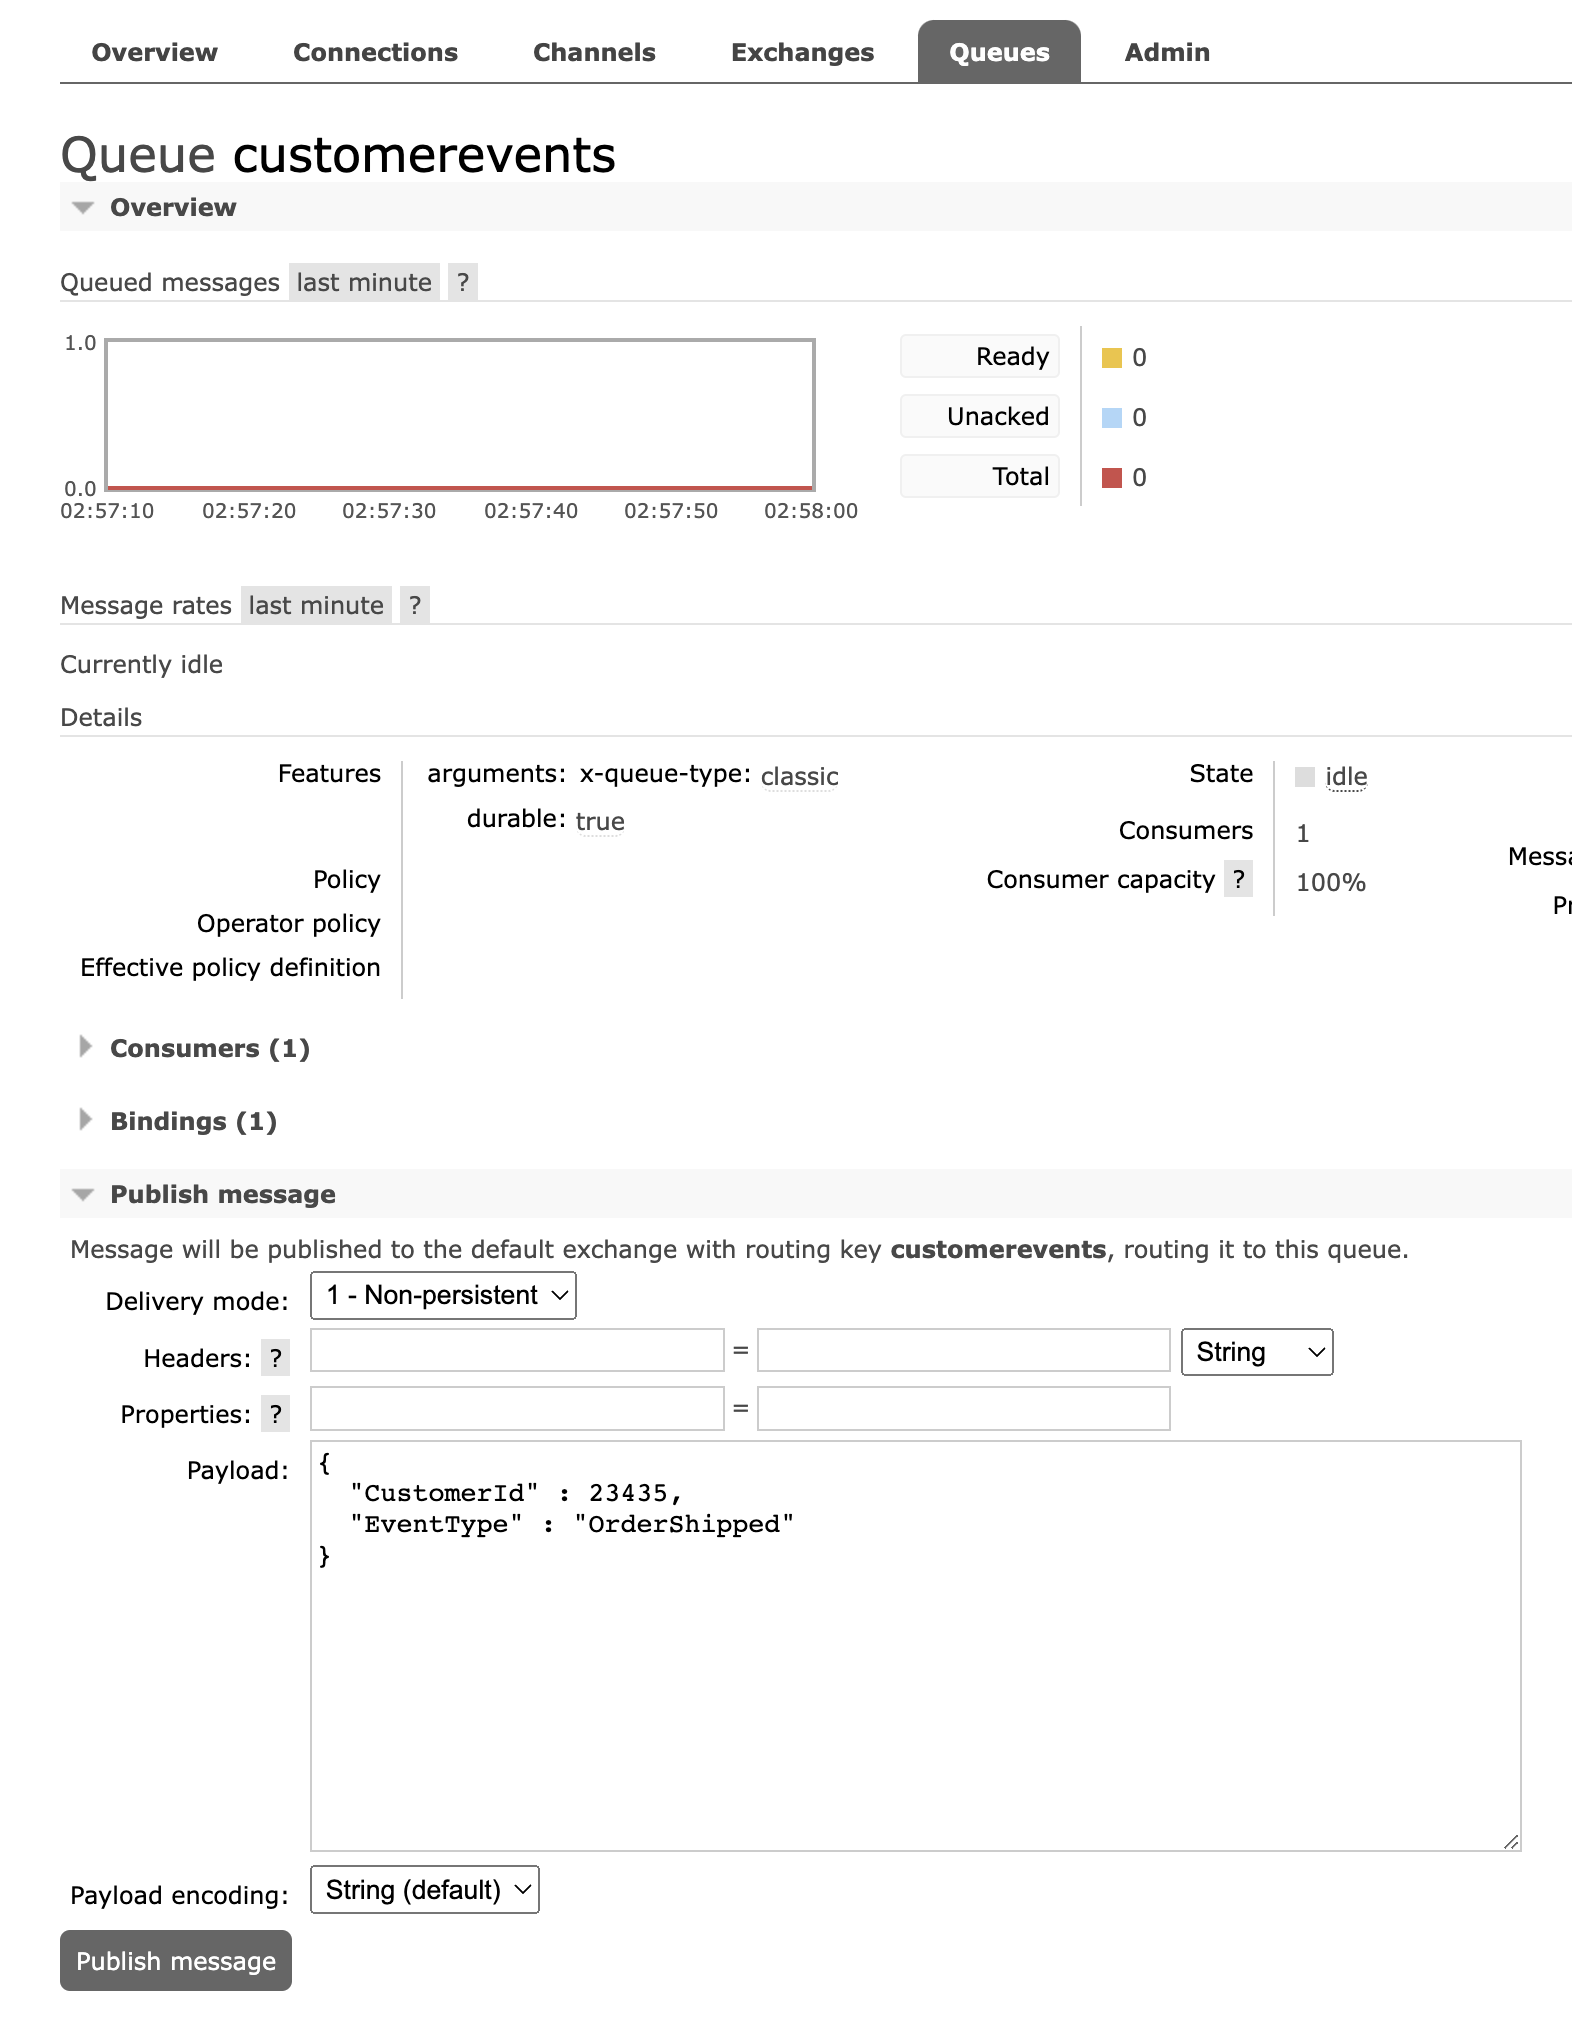 Overview Connections Channels Exchanges Queues Admin
Queue customerevents
Overview
Queued messages last minute ?
1.0
0.0
02:57:10 02:57:20 02:57:30 02:57:40 02:57:50 02:58:00
Ready 0
Unacked 0
Total 0
Message rates last minute ?
Currently idle
Details
Features arguments: x-queue-type: classic
durable: true
Policy
Operator policy
Effective policy definition
State idle
Consumers 1
Consumer capacity ? 100%
Messa
Pr
Consumers (1)
Bindings (1)
Publish message
Message will be published to the default exchange with routing key customerevents, routing it to this queue.
Delivery mode: 1 - Non-persistent
Headers: ? = String
Properties: ? =
Payload: {
"CustomerId" : 23435,
"EventType" : "OrderShipped"
}
Payload encoding: String (default)
Publish message